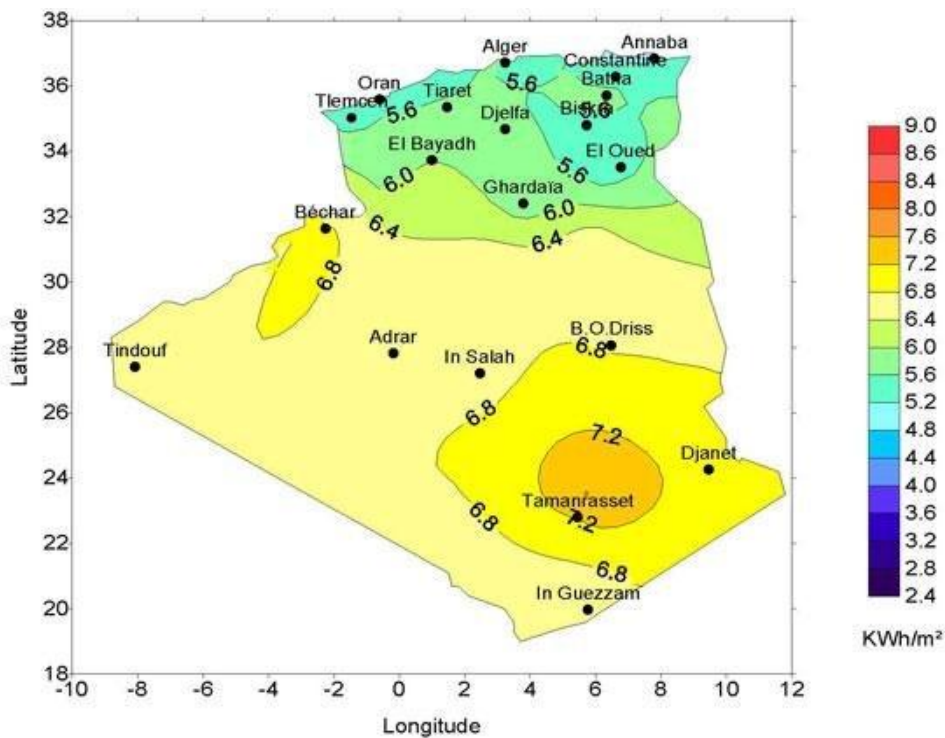 38
36
34
32
30
28
26
24
22
20
18
Latitude
-10
-8
-6
-4
-2
0
2
4
6
8
10
12
Longitude
Alger
Annaba
Constantine
Batna
5.6
Oran
Tiaret
Tlemcen
5.6
Djelfa
Biskra
5.6
El Bayadh
El Oued
5.6
6.0
Ghardaïa
6.0
Béchar
6.4
6.4
6.8
B.O.Driss
6.8
Tindouf
Adrar
In Salah
6.8
7.2
Djanet
Tamanrasset
7.2
6.8
6.8
In Guezzam
9.0
8.6
8.4
8.0
7.6
7.2
6.8
6.4
6.0
5.6
5.2
4.8
4.4
4.0
3.6
3.2
2.8
2.4
KWh/m²